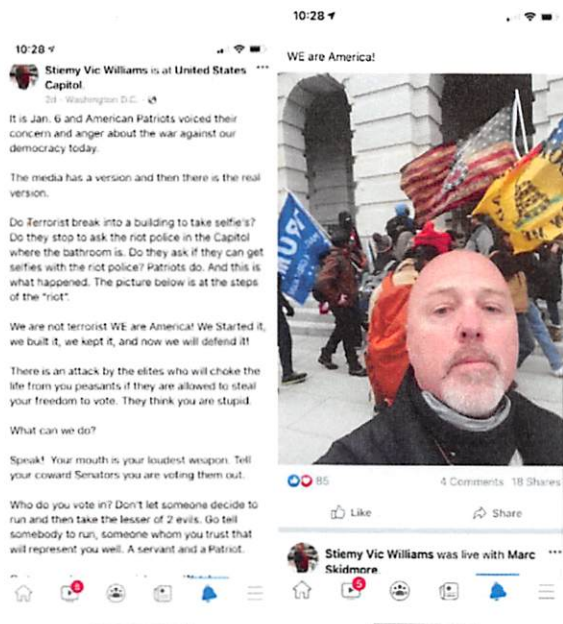 10:28
Stiemy Vic Williams is at United States
Capitol.
2d · Washington D.C. ·
It is Jan. 6 and American Patriots voiced their
concern and anger about the war against our
democracy today.
The media has a version and then there is the real
version.
Do Terrorist break into a building to take selfie's?
Do they stop to ask the riot police in the Capitol
where the bathroom is. Do they ask if they can get
selfies with the riot police? Patriots do. And this is
what happened. The picture below is at the steps
of the "riot".
We are not terrorist WE are America! We Started it,
we built it, we kept it, and now we will defend it!
There is an attack by the elites who will choke the
life from you peasants if they are allowed to steal
your freedom to vote. They think you are stupid.
What can we do?
Speak! Your mouth is your loudest weapon. Tell
your coward Senators you are voting them out.
Who do you vote in? Don't let someone decide to
run and then take the lesser of 2 evils. Go tell
somebody to run, someone whom you trust that
will represent you well. A servant and a Patriot.
8
10:28
WE are America!
85
4 Comments 18 Shares
Like
Share
Stiemy Vic Williams was live with Marc
Skidmore.
5